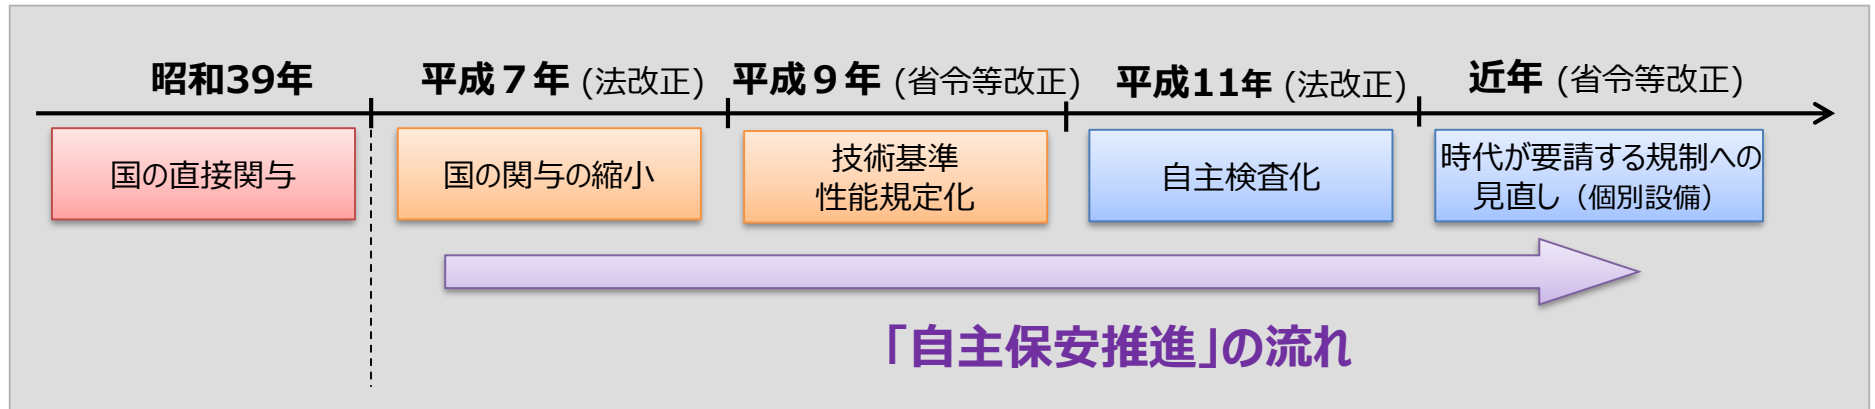 昭和39年
平成７年 (法改正)
平成９年 (省令等改正)
平成11年 (法改正)
近年 (省令等改正)
国の直接関与
国の関与の縮小
技術基準
性能規定化
自主検査化
時代が要請する規制への
見直し（個別設備）
「自主保安推進」の流れ